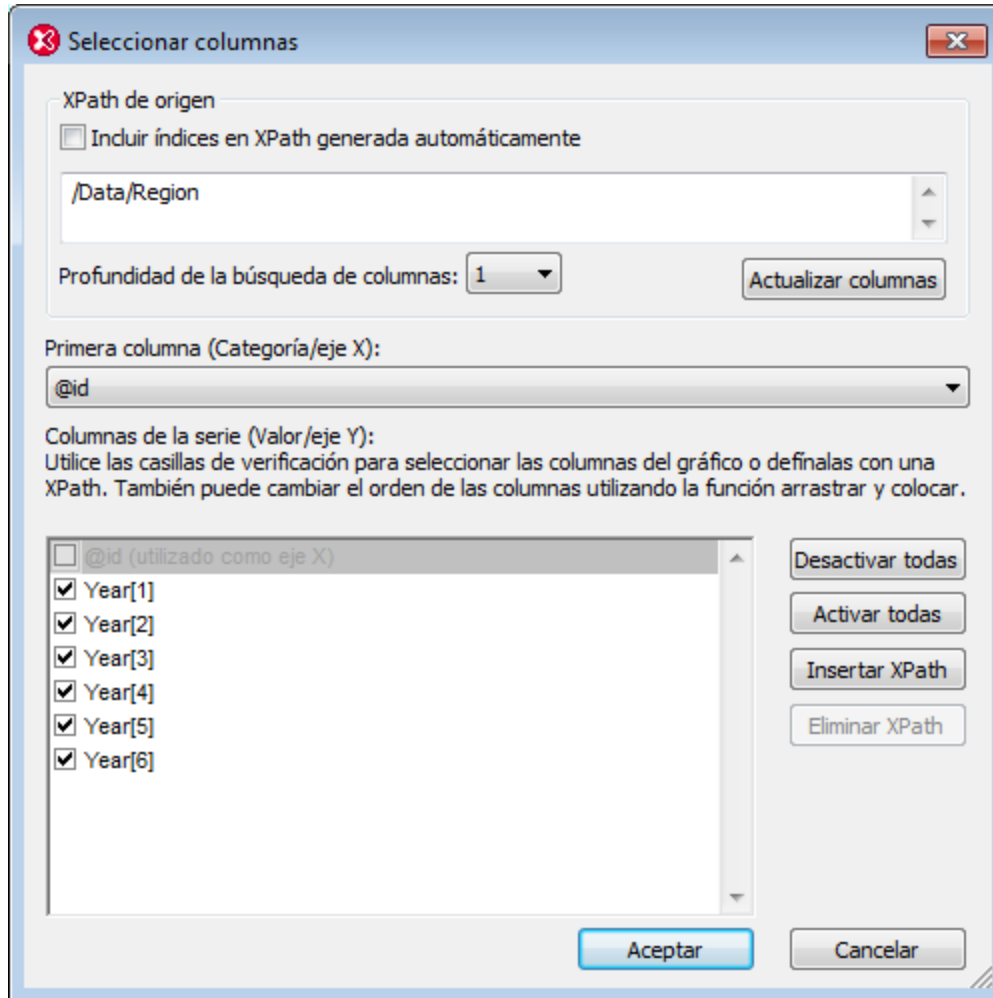 Seleccionar columnas
XPath de origen
Incluir índices en XPath generada automáticamente
/Data/Region
Profundidad de la búsqueda de columnas: 1
Actualizar columnas
Primera columna (Categoría/eje X):
@id
Columnas de la serie (Valor/eje Y):
Utilice las casillas de verificación para seleccionar las columnas del gráfico o defínalas con una
XPath. También puede cambiar el orden de las columnas utilizando la función arrastrar y colocar.
@id (utilizado como eje X)
Year[1]
Year[2]
Year[3]
Year[4]
Year[5]
Year[6]
Desactivar todas
Activar todas
Insertar XPath
Eliminar XPath
Aceptar
Cancelar